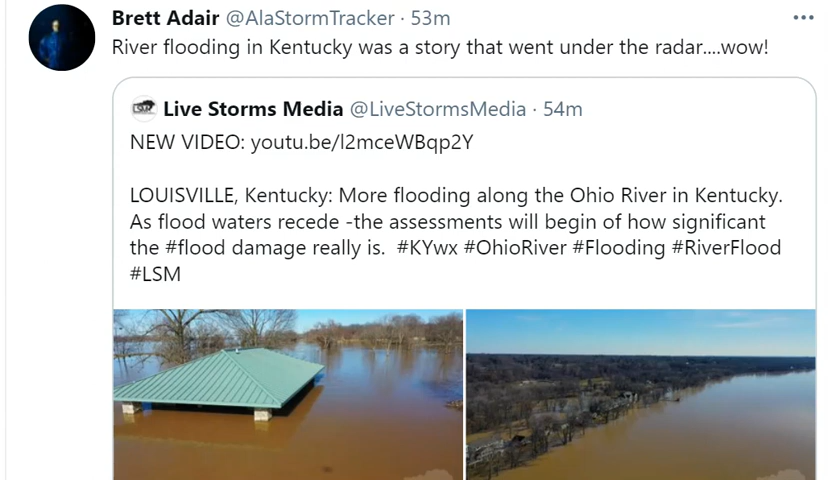 Brett Adair @AlaStormTracker · 53m
River flooding in Kentucky was a story that went under the radar....wow!
Live Storms Media @LiveStormsMedia · 54m
NEW VIDEO: youtu.be/l2mceWBqp2Y
LOUISVILLE, Kentucky: More flooding along the Ohio River in Kentucky.
As flood waters recede -the assessments will begin of how significant
the #flood damage really is.  #KYwx #OhioRiver #Flooding #RiverFlood
#LSM